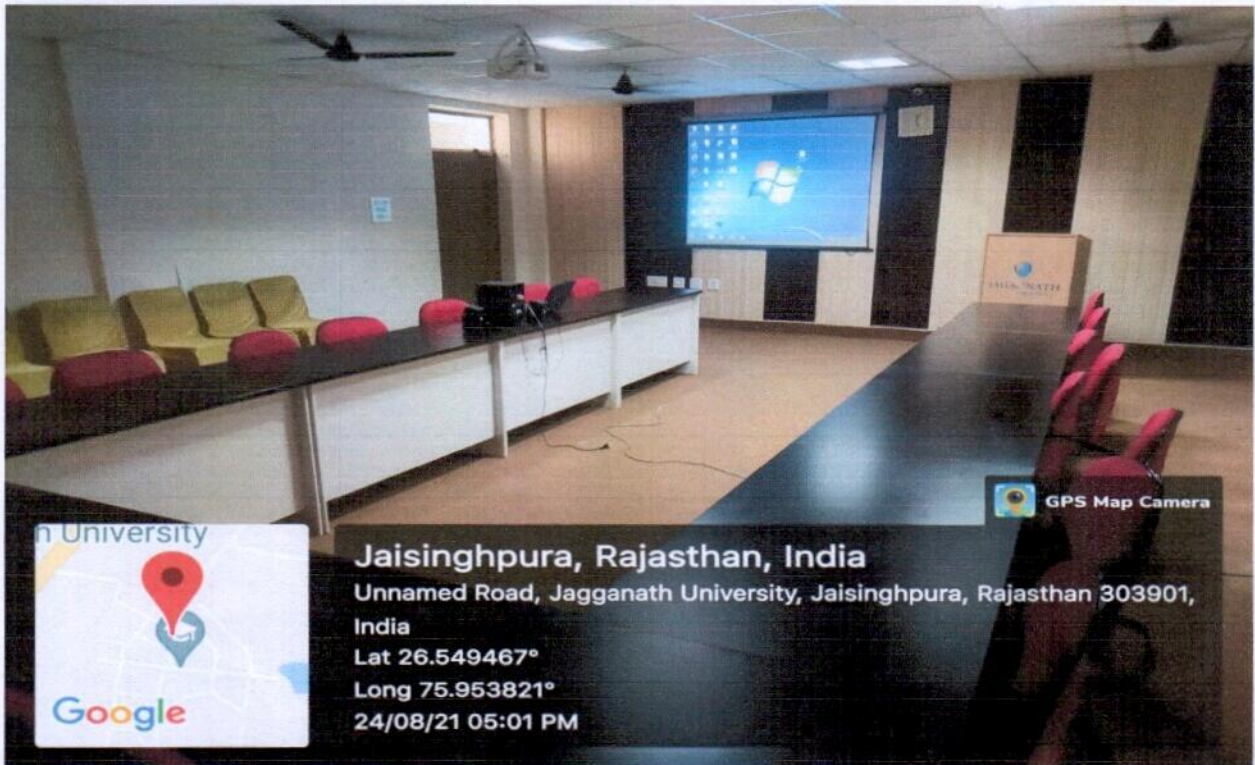 JAGANNATH
GPS Map Camera
n University
Google
Jaisinghpura, Rajasthan, India
Unnamed Road, Jagganath University, Jaisinghpura, Rajasthan 303901,
India
Lat 26.549467°
Long 75.953821°
24/08/21 05:01 PM